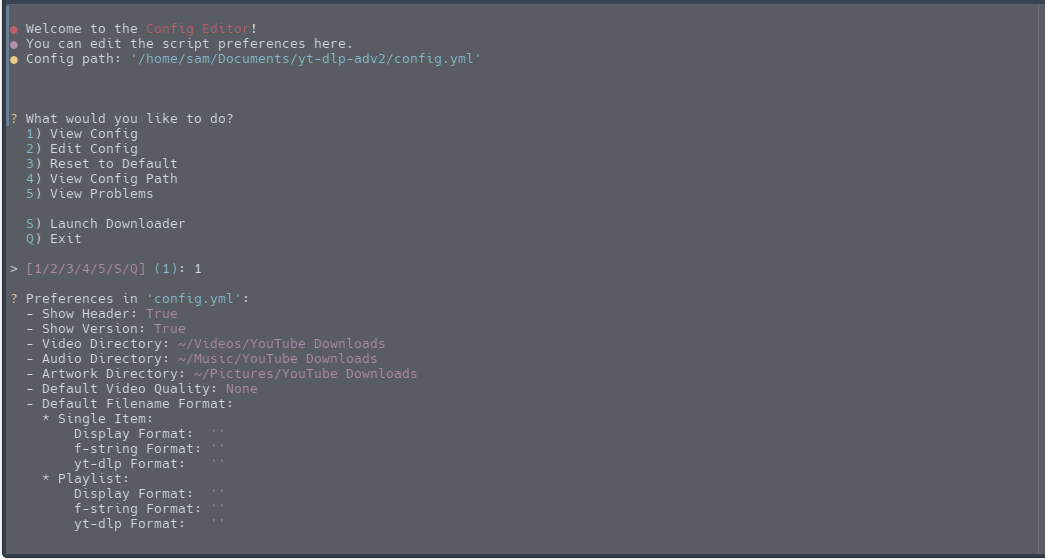 ● Welcome to the Config Editor!
● You can edit the script preferences here.
● Config path: '/home/sam/Documents/yt-dlp-adv2/config.yml'
? What would you like to do?
1) View Config
2) Edit Config
3) Reset to Default
4) View Config Path
5) View Problems
S) Launch Downloader
Q) Exit
> [1/2/3/4/5/S/Q] (1): 1
? Preferences in 'config.yml':
– Show Header: True
– Show Version: True
– Video Directory: ~/Videos/YouTube Downloads
– Audio Directory: ~/Music/YouTube Downloads
– Artwork Directory: ~/Pictures/YouTube Downloads
– Default Video Quality: None
– Default Filename Format:
* Single Item:
Display Format: ''
f-string Format: ''
yt-dlp Format: ''
* Playlist:
Display Format: ''
f-string Format: ''
yt-dlp Format: ''